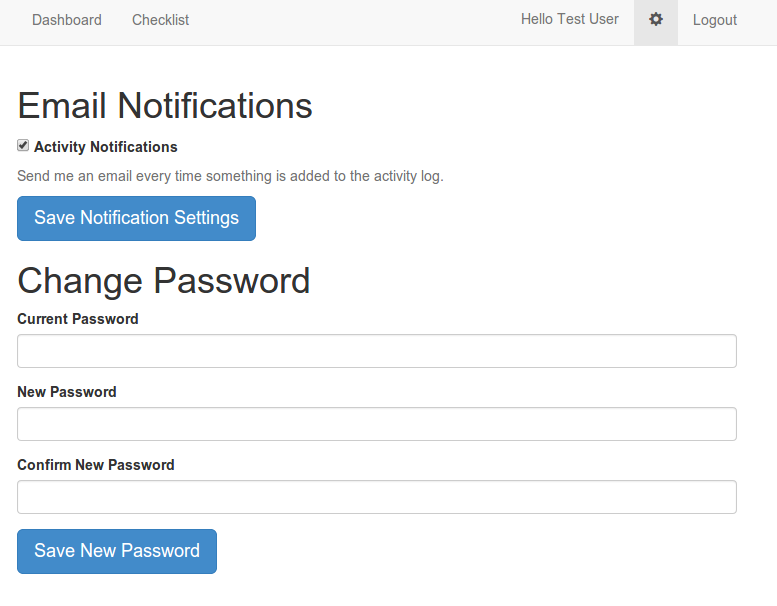 Dashboard Checklist Hello Test User Logout
Email Notifications
Activity Notifications
Send me an email every time something is added to the activity log.
Save Notification Settings
Change Password
Current Password
New Password
Confirm New Password
Save New Password